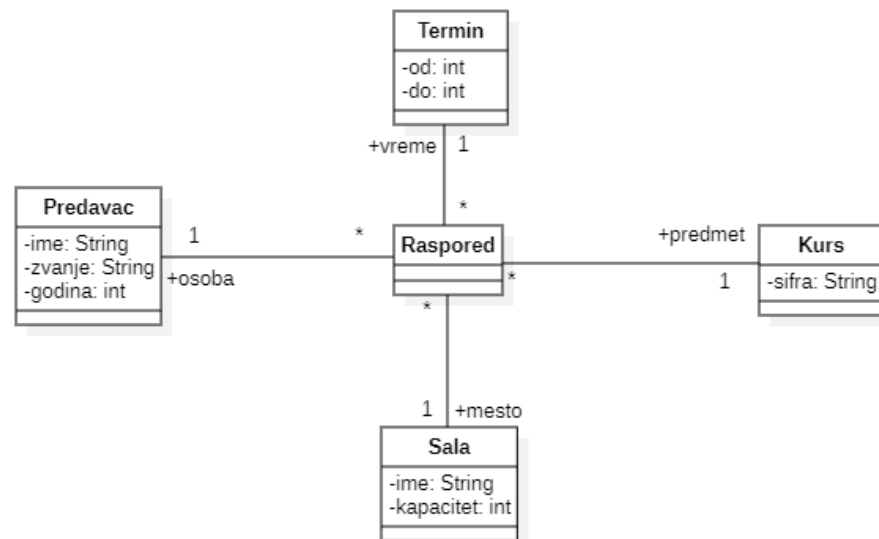 Termin
-od: int
-do: int
+vreme 1
*
Predavac
-ime: String
-zvanje: String
-godina: int
1
+osoba
*
Raspored
*
*
+predmet
1
Kurs
-sifra: String
1 +mesto
Sala
-ime: String
-kapacitet: int